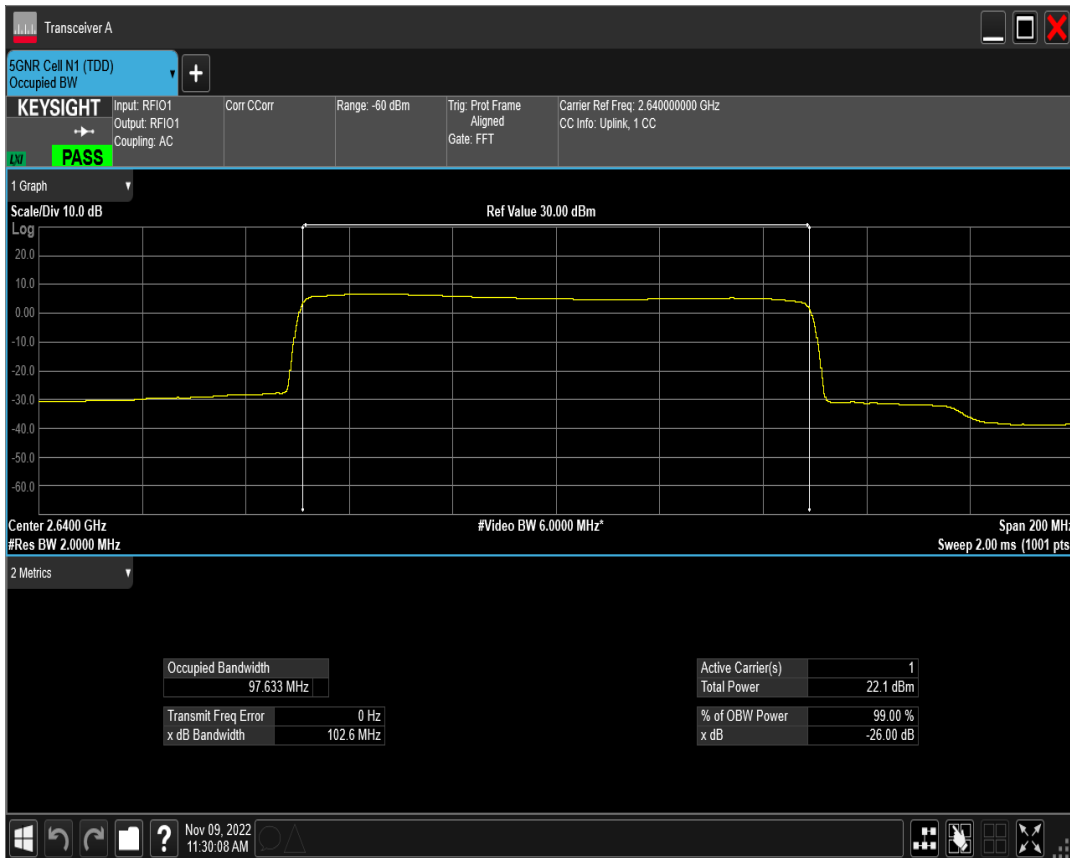 Transceiver A
5GNR Cell N1 (TDD)
Occupied BW
+
KEYSIGHT
LXI
PASS
Input: RFIO1
Output: RFIO1
Coupling: AC
Corr CCorr
Range: -60 dBm
Trig: Prot Frame
Aligned
Gate: FFT
Carrier Ref Freq: 2.640000000 GHz
CC Info: Uplink, 1 CC
1 Graph
Scale/Div 10.0 dB
Ref Value 30.00 dBm
Log
20.0
10.0
0.00
-10.0
-20.0
-30.0
-40.0
-50.0
-60.0
Center 2.6400 GHz
#Video BW 6.0000 MHz*
Span 200 MHz
#Res BW 2.0000 MHz
Sweep 2.00 ms (1001 pts
2 Metrics
Occupied Bandwidth
97.633 MHz
Transmit Freq Error 0 Hz
x dB Bandwidth 102.6 MHz
Active Carrier(s) 1
Total Power 22.1 dBm
% of OBW Power 99.00 %
x dB -26.00 dB
?
Nov 09, 2022
11:30:08 AM